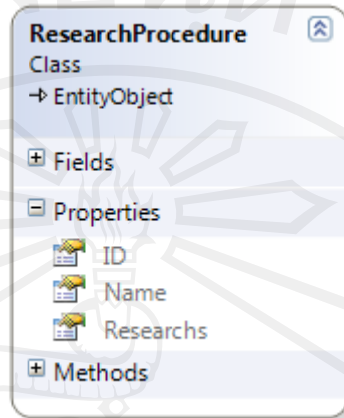 ResearchProcedure
Class
EntityObject
Fields
Properties
ID
Name
Researchs
Methods